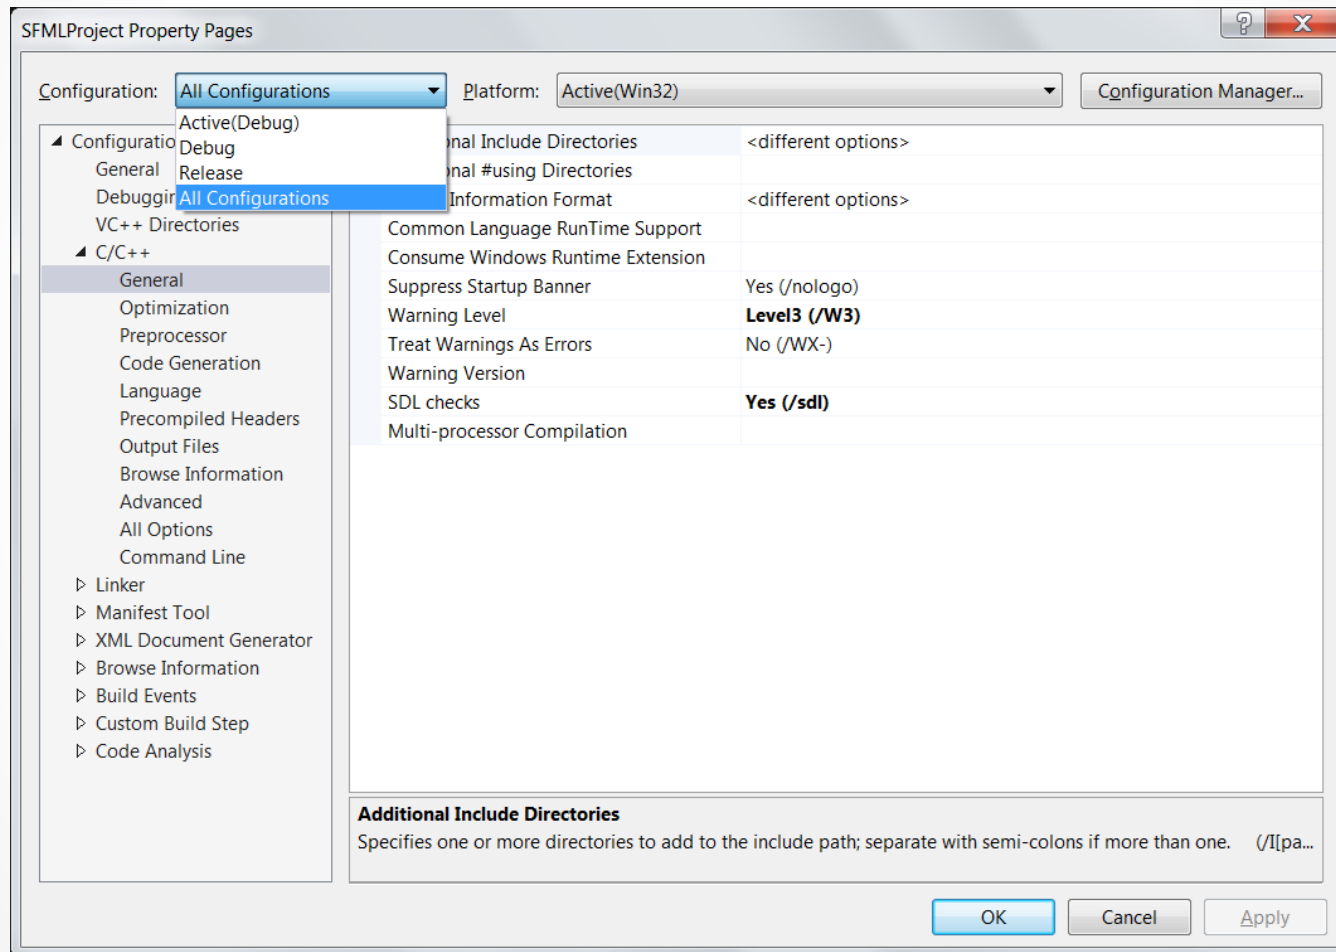 SFMLProject Property Pages
Configuration: All Configurations Platform: Active(Win32) Configuration Manager...
Active(Debug)
Debug
Release
All Configurations
Configuratio
General
Debuggin
VC++ Directories
C/C++
General
Optimization
Preprocessor
Code Generation
Language
Precompiled Headers
Output Files
Browse Information
Advanced
All Options
Command Line
Linker
Manifest Tool
XML Document Generator
Browse Information
Build Events
Custom Build Step
Code Analysis
nal Include Directories <different options>
nal #using Directories
Information Format <different options>
Common Language RunTime Support
Consume Windows Runtime Extension
Suppress Startup Banner Yes (/nologo)
Warning Level Level3 (/W3)
Treat Warnings As Errors No (/WX-)
Warning Version
SDL checks Yes (/sdl)
Multi-processor Compilation
Additional Include Directories
Specifies one or more directories to add to the include path; separate with semi-colons if more than one. (/I[pa...
OK Cancel Apply